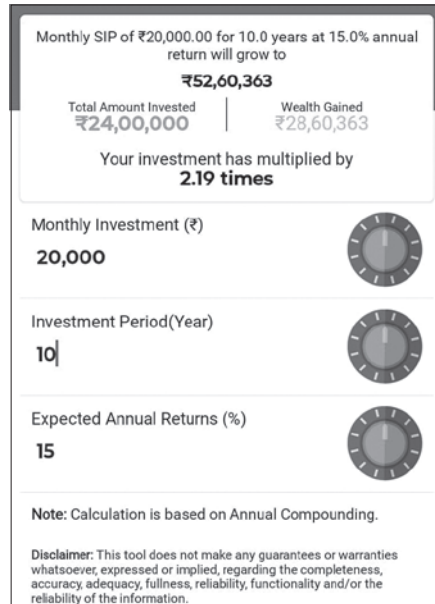 Monthly SIP of ₹20,000.00 for 10.0 years at 15.0% annual
return will grow to
₹52,60,363
Total Amount Invested
₹24,00,000
Wealth Gained
₹28,60,363
Your investment has multiplied by
2.19 times
Monthly Investment (₹)
20,000
Investment Period(Year)
10
Expected Annual Returns (%)
15
Note: Calculation is based on Annual Compounding.
Disclaimer: This tool does not make any guarantees or warranties
whatsoever, expressed or implied, regarding the completeness,
accuracy, adequacy, fullness, reliability, functionality and/or the
reliability of the information.